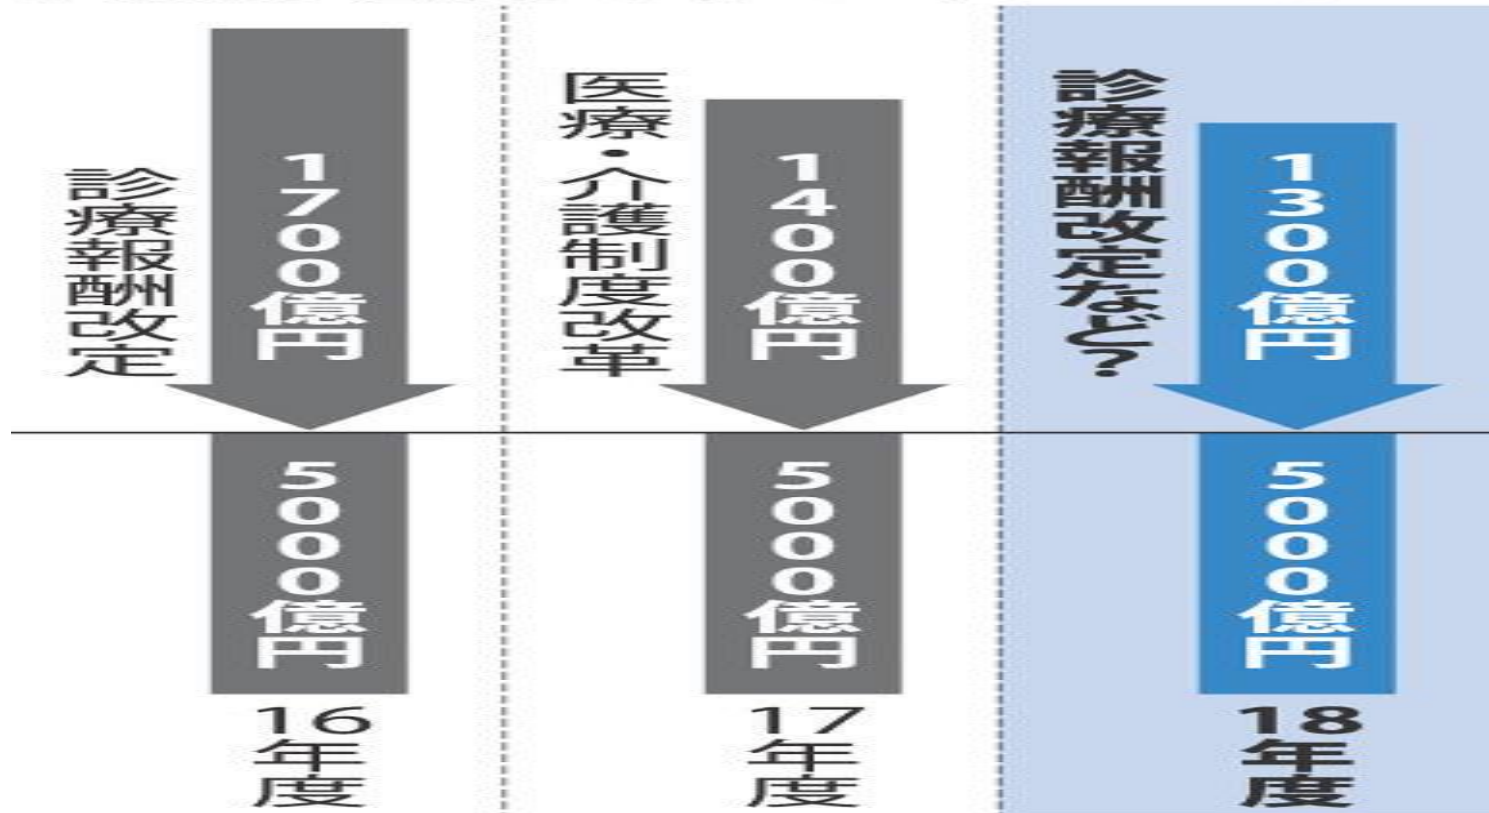 診療報酬改定
1700億円
5000億円
16年度
医療・介護制度改革
1400億円
5000億円
17年度
診療報酬改定など?
1300億円
5000億円
18年度